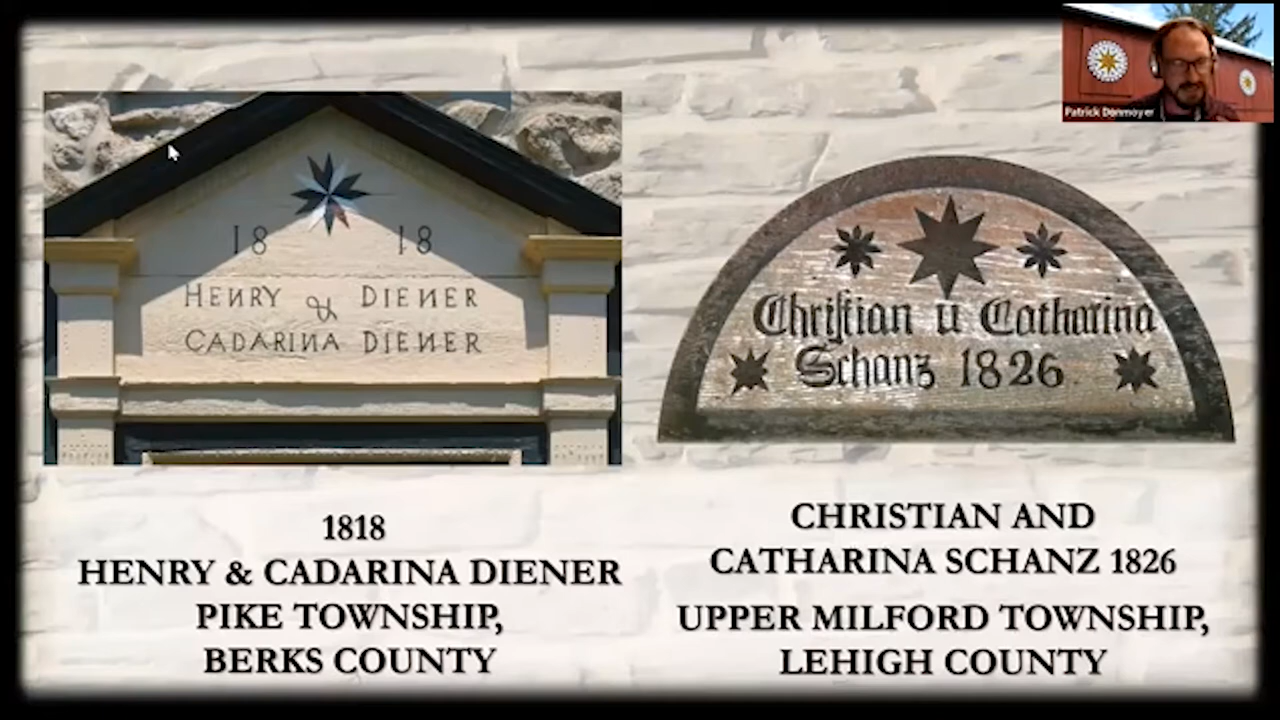 Patrick Donmoyer
18 18
HENRY & DIENER
CADARINA DIENER
Chriſtian u Catharina
Schanz 1826
1818
HENRY & CADARINA DIENER
PIKE TOWNSHIP,
BERKS COUNTY
CHRISTIAN AND
CATHARINA SCHANZ 1826
UPPER MILFORD TOWNSHIP,
LEHIGH COUNTY